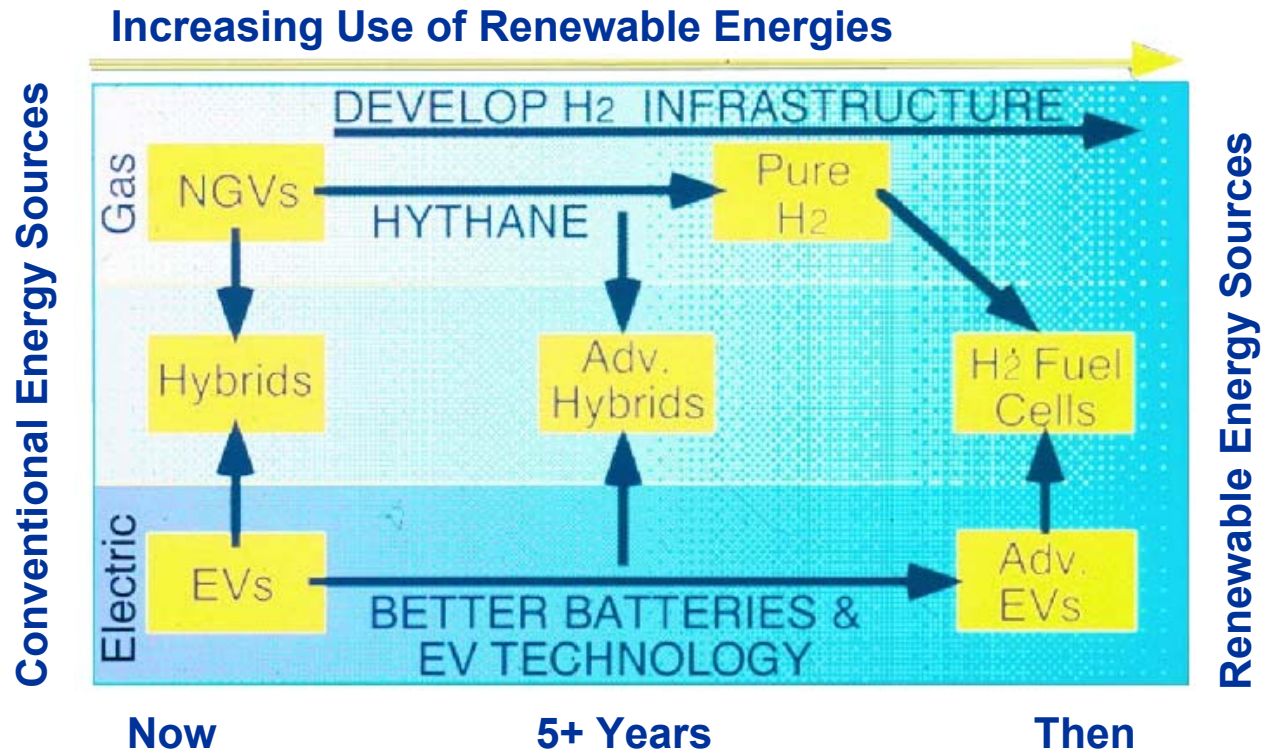 Increasing Use of Renewable Energies
Conventional Energy Sources
Renewable Energy Sources
DEVELOP H2 INFRASTRUCTURE
Gas
NGVs
HYTHANE
Pure
H2
Hybrids
Adv.
Hybrids
H2 Fuel
Cells
Electric
EVs
BETTER BATTERIES &
EV TECHNOLOGY
Adv.
EVs
Now
5+ Years
Then